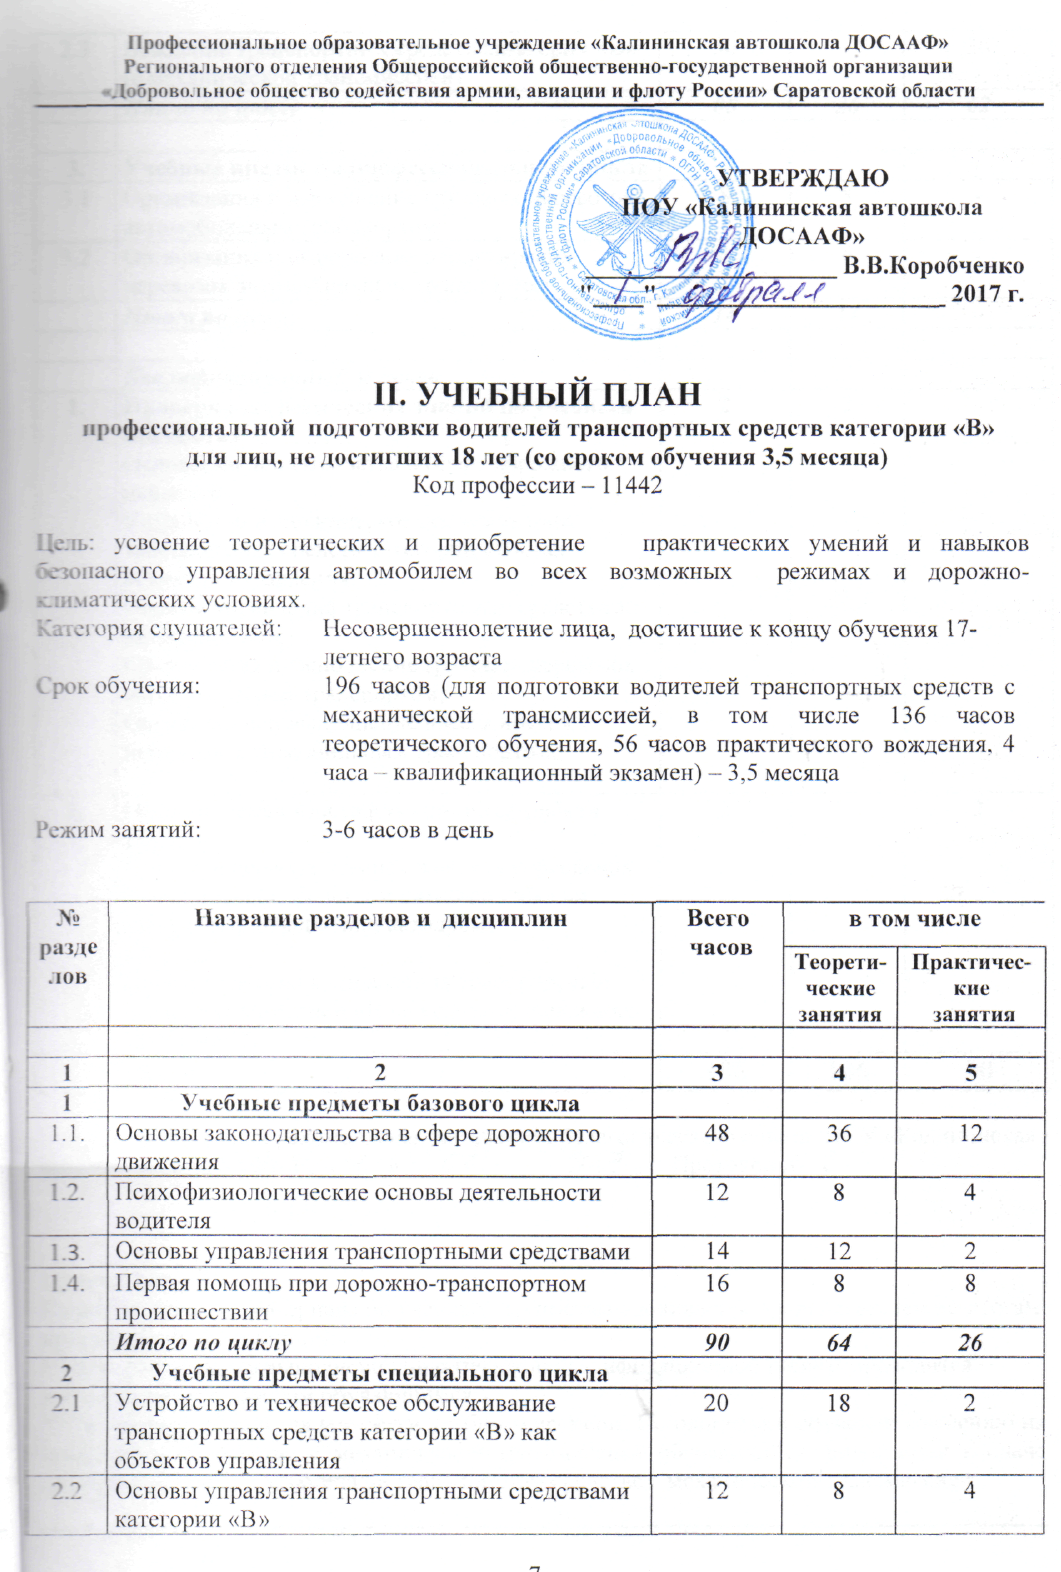 Профессиональное образовательное учреждение «Калининская автошкола ДОСААФ»
Регионального отделения Общероссийской общественно-государственной организации
«Добровольное общество содействия армии, авиации и флоту России» Саратовской области
УТВЕРЖДАЮ
ПОУ «Калининская автошкола
ДОСААФ»
В.В.Коробченко
"1" февраля 2017 г.
II. УЧЕБНЫЙ ПЛАН
профессиональной подготовки водителей транспортных средств категории «В»
для лиц, не достигших 18 лет (со сроком обучения 3,5 месяца)
Код профессии – 11442
Цель: усвоение теоретических и приобретение практических умений и навыков
безопасного управления автомобилем во всех возможных режимах и дорожно-
климатических условиях.
Категория слушателей: Несовершеннолетние лица, достигшие к концу обучения 17-
летнего возраста
Срок обучения: 196 часов (для подготовки водителей транспортных средств с
механической трансмиссией, в том числе 136 часов
теоретического обучения, 56 часов практического вождения, 4
часа – квалификационный экзамен) – 3,5 месяца
Режим занятий: 3-6 часов в день
№ Название разделов и дисциплин Всего в том числе
разде часов
лов Теорети- Практичес-
ческие кие
занятия занятия
1 2 3 4 5
1 Учебные предметы базового цикла
1.1. Основы законодательства в сфере дорожного 48 36 12
движения
1.2. Психофизиологические основы деятельности 12 8 4
водителя
1.3. Основы управления транспортными средствами 14 12 2
1.4. Первая помощь при дорожно-транспортном 16 8 8
происшествии
Итого по циклу 90 64 26
2 Учебные предметы специального цикла
2.1 Устройство и техническое обслуживание 20 18 2
транспортных средств категории «В» как
объектов управления
2.2 Основы управления транспортными средствами 12 8 4
категории «В»
7